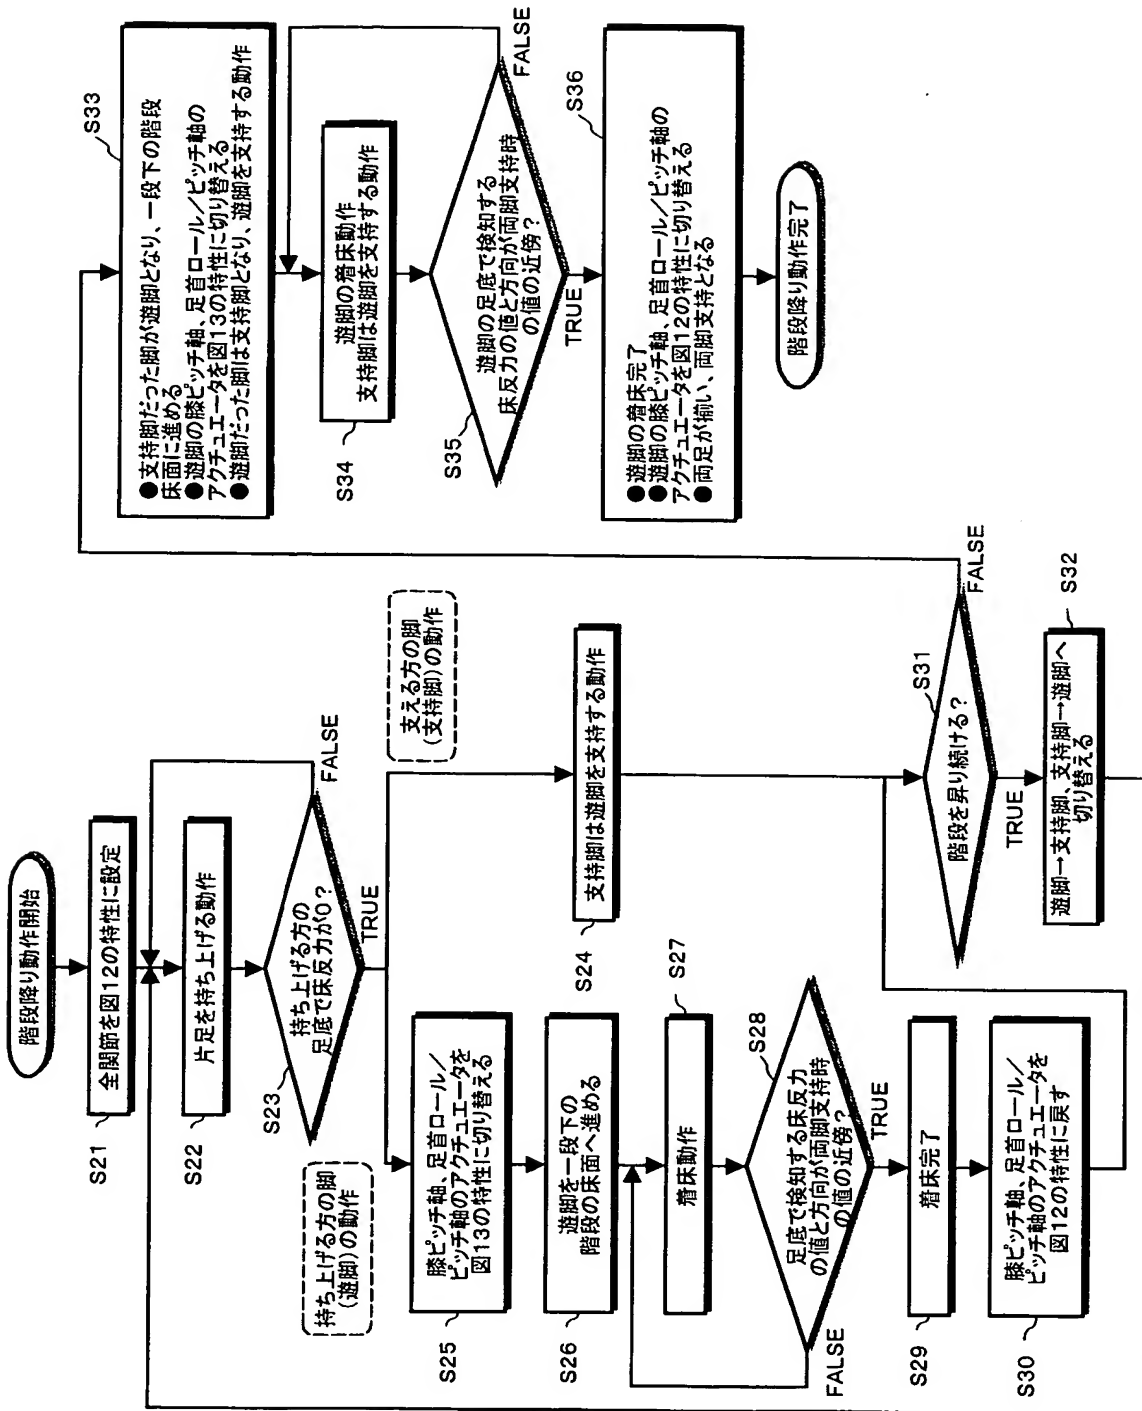 階段降り動作開始
S21
全関節を図12の特性に設定
S22
片足を持ち上げる動作
S23
持ち上げる方の
足底で床反力が0?
FALSE
TRUE
持ち上げる方の脚
(遊脚)の動作
支える方の脚
(支持脚)の動作
S24
支持脚は遊脚を支持する動作
S25
膝ピッチ軸、足首ロール/
ピッチ軸のアクチュエータを
図13の特性に切り替える
S26
遊脚を一段下の
階段の床面へ進める
S27
着床動作
S28
足底で検知する床反力
の値と方向が両脚支持時
の値の近傍?
FALSE
TRUE
S29
着床完了
S30
膝ピッチ軸、足首ロール/
ピッチ軸のアクチュエータを
図12の特性に戻す
S31
階段を昇り続ける?
FALSE
TRUE
S32
遊脚→支持脚、支持脚→遊脚へ
切り替える
S33
●支持脚だった脚が遊脚となり、一段下の階段
床面に進める
●遊脚の膝ピッチ軸、足首ロール/ピッチ軸の
アクチュエータを図13の特性に切り替える
●遊脚だった脚は支持脚となり、遊脚を支持する動作
S34
遊脚の着床動作
支持脚は遊脚を支持する動作
S35
遊脚の足底で検知する
床反力の値と方向が両脚支持時
の値の近傍?
FALSE
TRUE
S36
●遊脚の着床完了
●遊脚の膝ピッチ軸、足首ロール/ピッチ軸の
アクチュエータを図12の特性に切り替える
●両足が揃い、両脚支持となる
階段降り動作完了